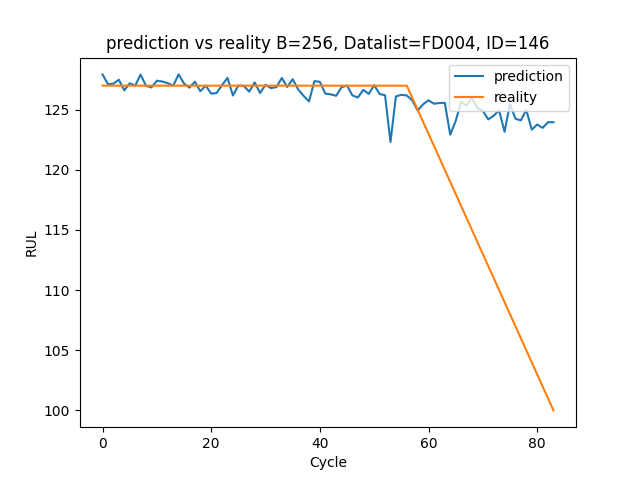 prediction vs reality B=256, Datalist=FD004, ID=146
prediction
reality
125
120
115
110
105
100
RUL
0
20
40
60
80
Cycle